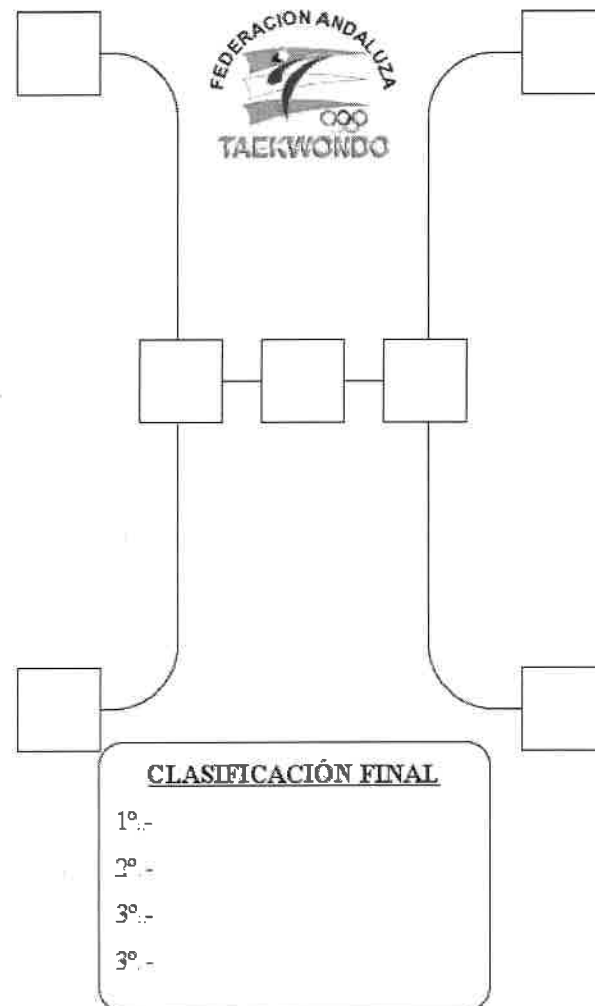 FEDERACION ANDALUZA
TAEKWONDO
CLASIFICACIÓN FINAL
1º.-
2º.-
3º.-
3º.-